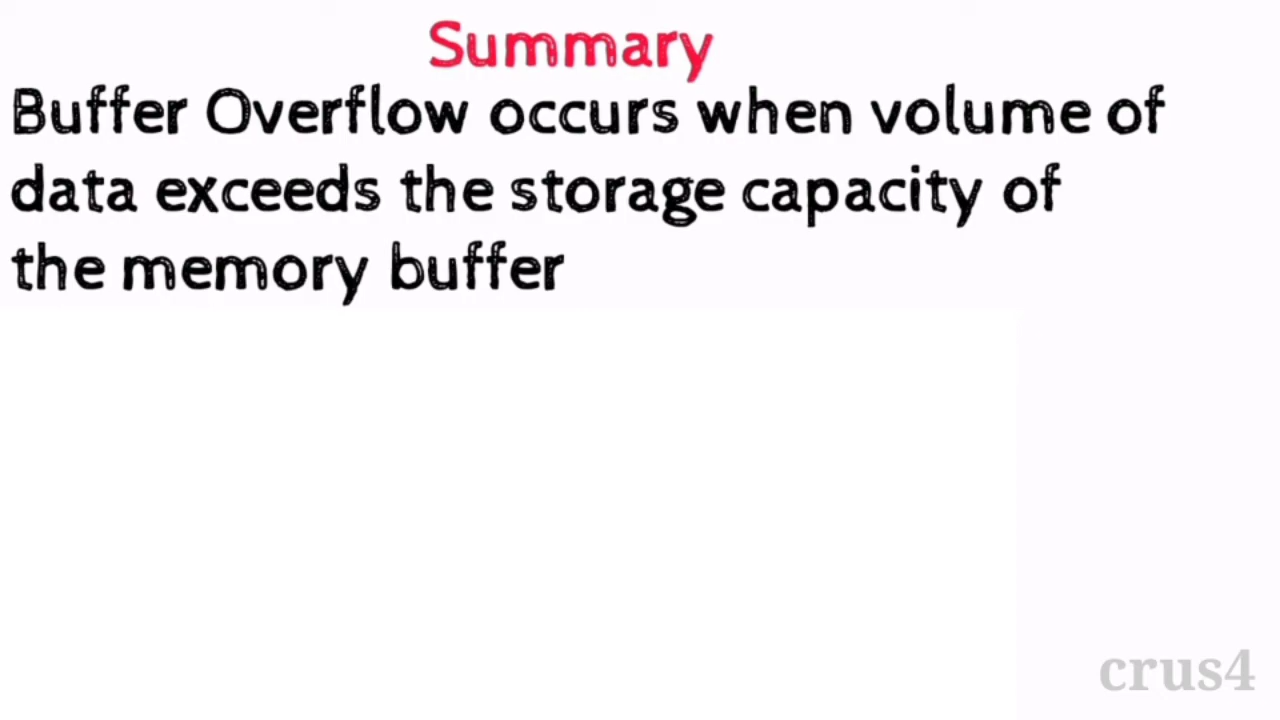 Summary
Buffer Overflow occurs when volume of
data exceeds the storage capacity of
the memory buffer
crus4